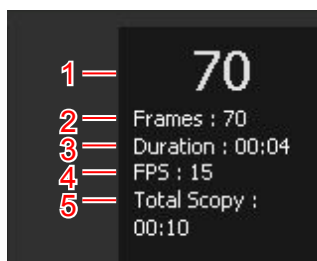 1 70
2 Frames : 70
3 Duration : 00:04
4 FPS : 15
5 Total Scopy :
00:10